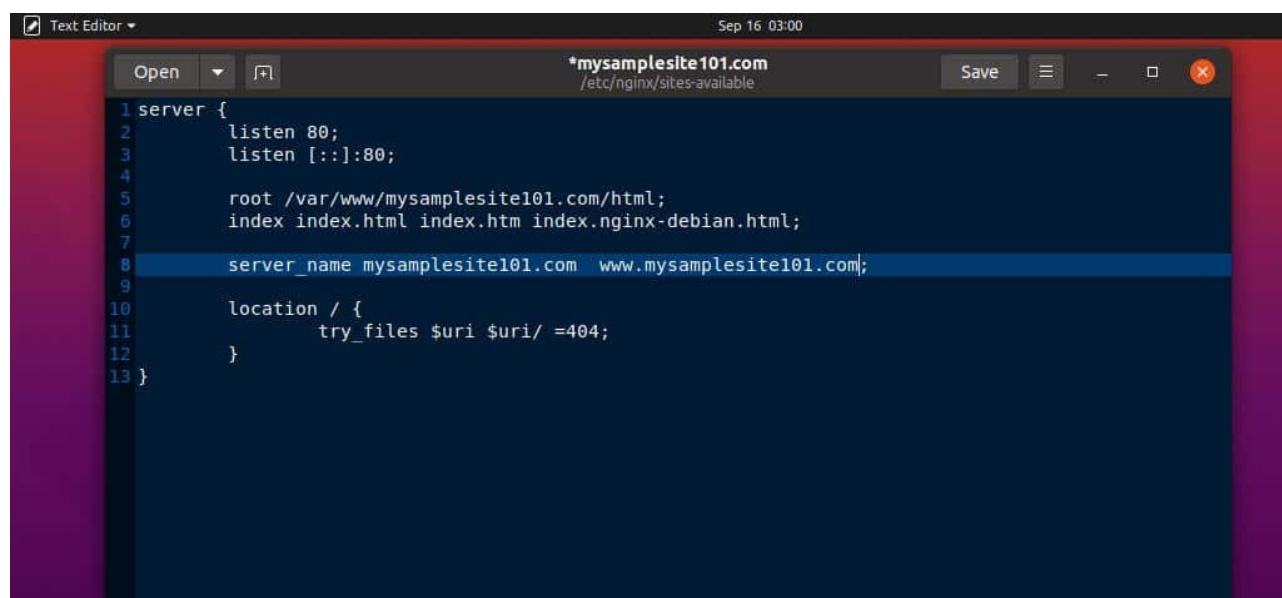 Text Editor
Sep 16 03:00
Open
*mysamplesite101.com
/etc/nginx/sites-available
Save
1 server {
2         listen 80;
3         listen [::]:80;
4
5         root /var/www/mysamplesite101.com/html;
6         index index.html index.htm index.nginx-debian.html;
7
8         server_name mysamplesite101.com  www.mysamplesite101.com;
9
10         location / {
11                 try_files $uri $uri/ =404;
12         }
13 }